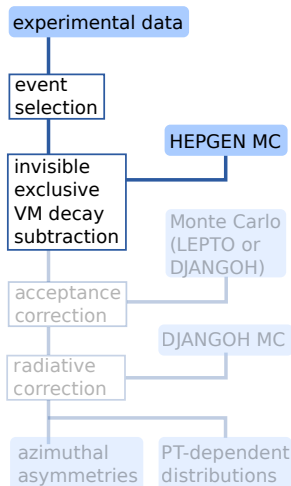 experimental data
event
selection
HEPGEN MC
invisible
exclusive
VM decay
subtraction
Monte Carlo
(LEPTO or
DJANGOH)
acceptance
correction
DJANGOH MC
radiative
correction
azimuthal
asymmetries
PT-dependent
distributions